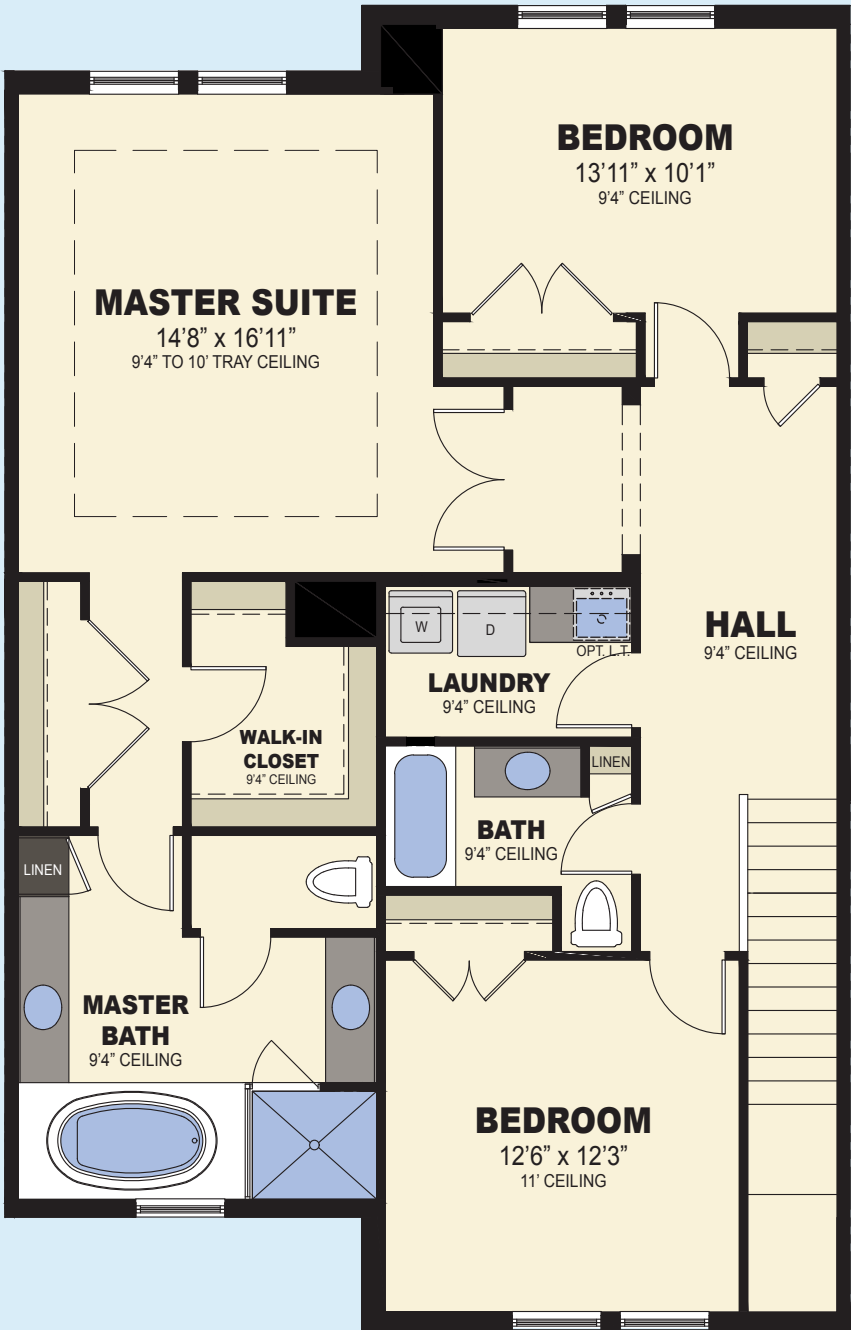 BEDROOM
13’11” x 10’1”
9’4” CEILING
MASTER SUITE
14’8” x 16’11”
9’4” TO 10’ TRAY CEILING
W
D
OPT. L.T.
HALL
9’4” CEILING
LAUNDRY
9’4” CEILING
WALK-IN
CLOSET
9’4” CEILING
LINEN
BATH
9’4” CEILING
LINEN
MASTER
BATH
9’4” CEILING
BEDROOM
12’6” x 12’3”
11’ CEILING